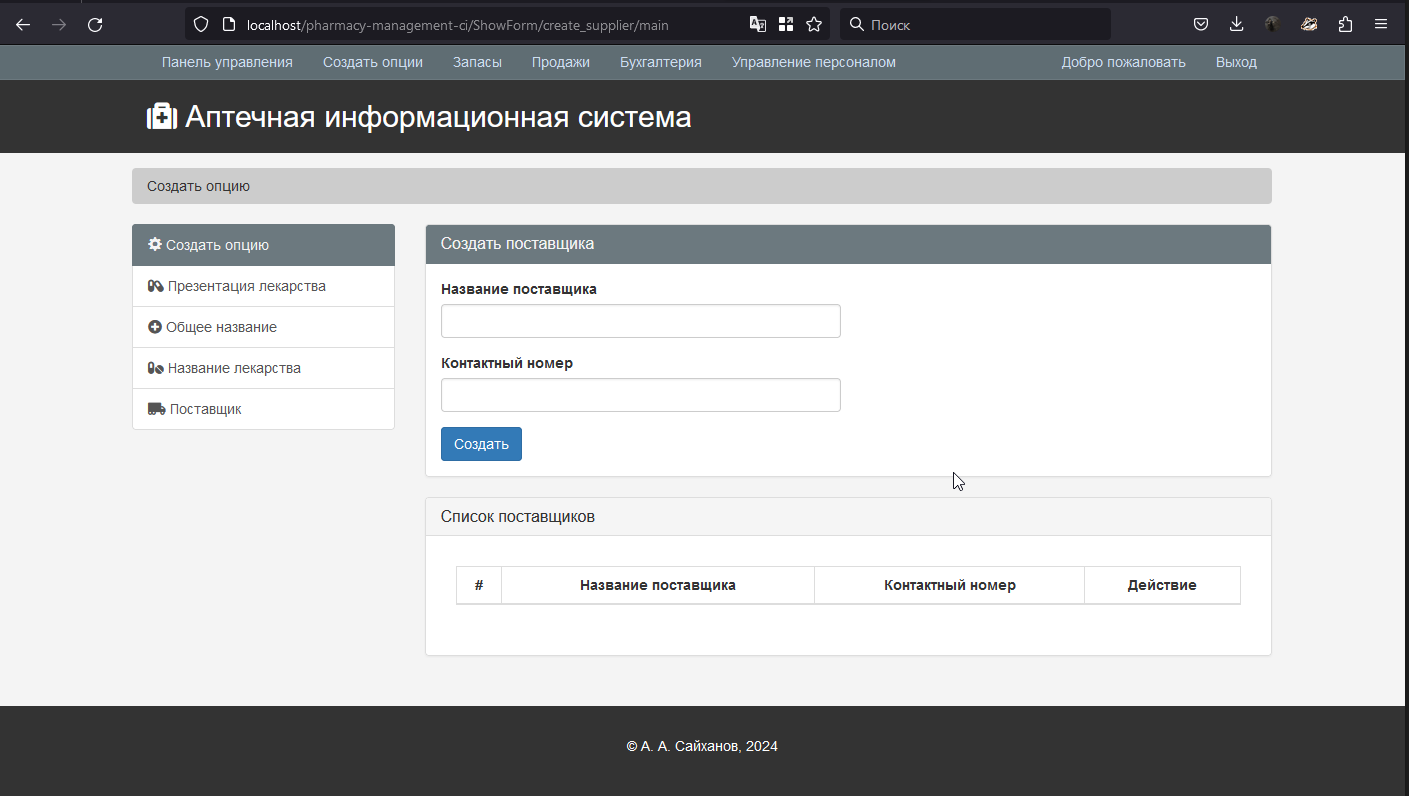 localhost/pharmacy-management-ci/ShowForm/create_supplier/main
Поиск
Панель управления Создать опции Запасы Продажи Бухгалтерия Управление персоналом Добро пожаловать Выход
Аптечная информационная система
Создать опцию
Создать опцию
Презентация лекарства
Общее название
Название лекарства
Поставщик
Создать поставщика
Название поставщика
Контактный номер
Создать
Список поставщиков
# Название поставщика Контактный номер Действие
© А. А. Сайханов, 2024